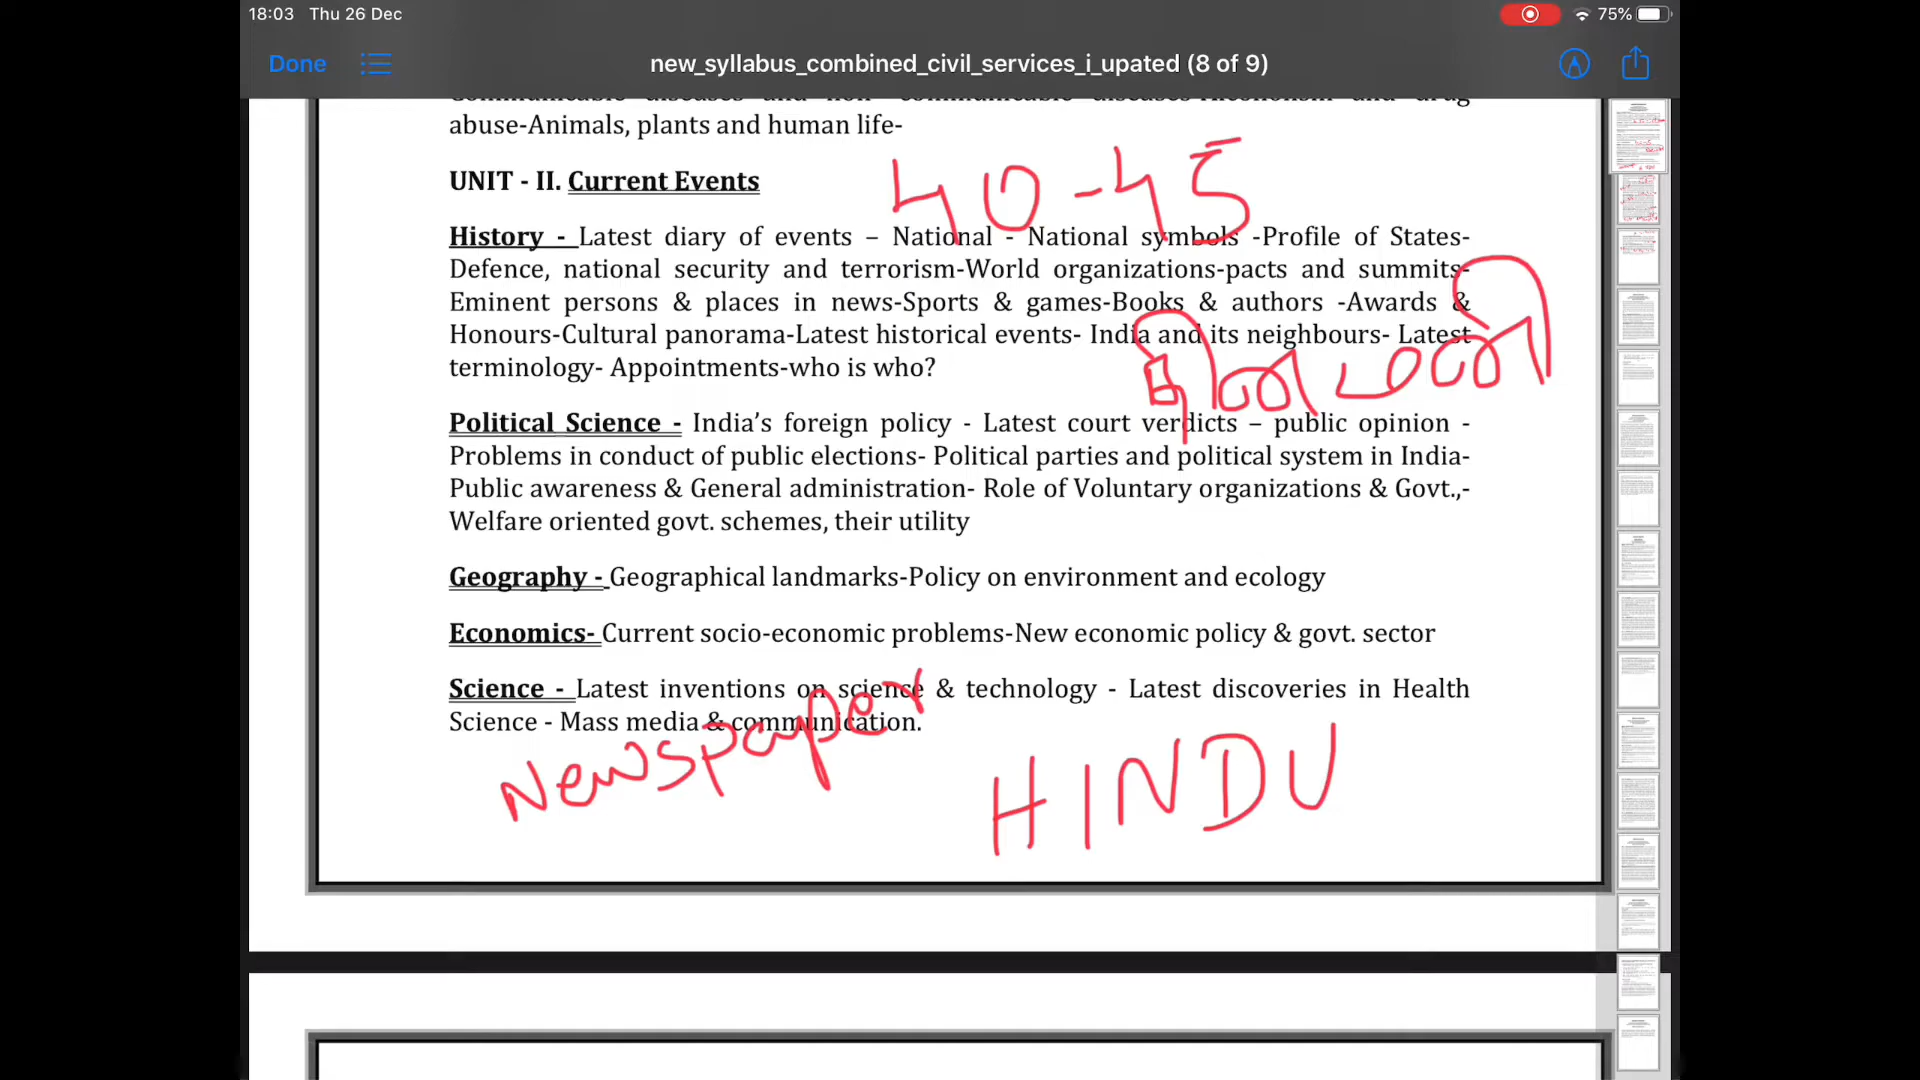 18:03 Thu 26 Dec
75%
Done
new_syllabus_combined_civil_services_i_upated (8 of 9)
abuse-Animals, plants and human life-
UNIT - II. Current Events
40-45
History - Latest diary of events – National - National symbols -Profile of States-
Defence, national security and terrorism-World organizations-pacts and summits-
Eminent persons & places in news-Sports & games-Books & authors -Awards &
Honours-Cultural panorama-Latest historical events- India and its neighbours- Latest
terminology- Appointments-who is who?
Political Science - India’s foreign policy - Latest court verdicts – public opinion -
Problems in conduct of public elections- Political parties and political system in India-
Public awareness & General administration- Role of Voluntary organizations & Govt.,-
Welfare oriented govt. schemes, their utility
Geography - Geographical landmarks-Policy on environment and ecology
Economics- Current socio-economic problems-New economic policy & govt. sector
Science - Latest inventions on science & technology - Latest discoveries in Health
Science - Mass media & communication.
Newspaper
HINDU